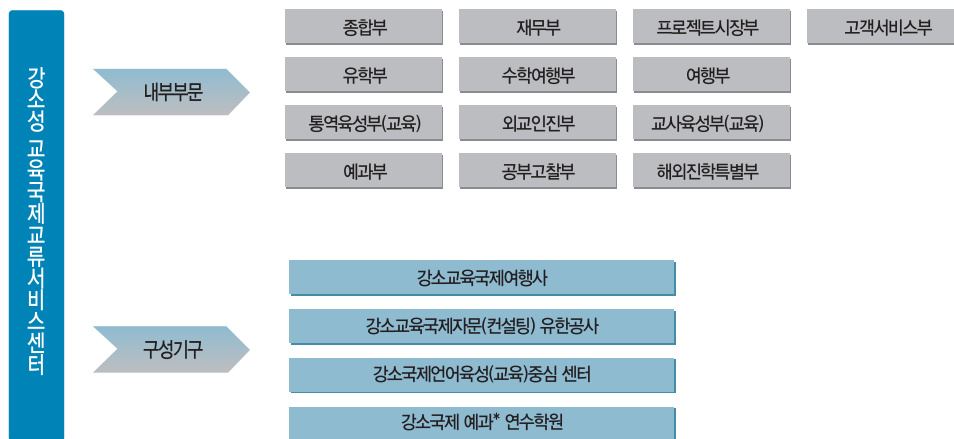 강소성 교육국제교류서비스센터
내부부문
종합부 재무부 프로젝트시장부 고객서비스부
유학부 수학여행부 여행부
통역육성부(교육) 외교인진부 교사육성부(교육)
예과부 공부고찰부 해외진학특별부
구성기구
강소교육국제여행사
강소교육국제자문(컨설팅) 유한공사
강소국제언어육성(교육)중심 센터
강소국제 예과* 연수학원